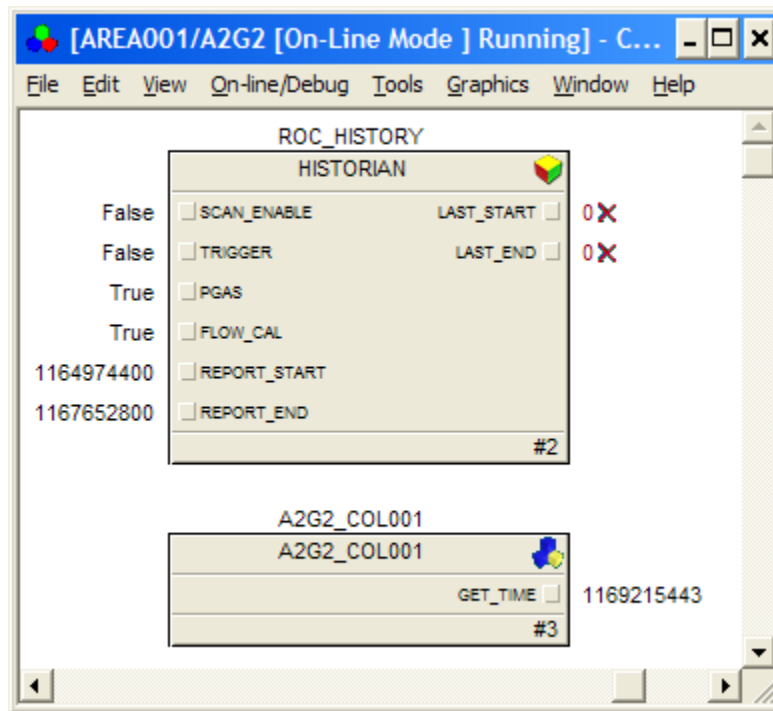 [AREA001/A2G2 [On-Line Mode ] Running] - C...
File Edit View On-line/Debug Tools Graphics Window Help
ROC_HISTORY
HISTORIAN
False SCAN_ENABLE LAST_START 0
False TRIGGER LAST_END 0
True PGAS
True FLOW_CAL
1164974400 REPORT_START
1167652800 REPORT_END
#2
A2G2_COL001
A2G2_COL001
GET_TIME 1169215443
#3